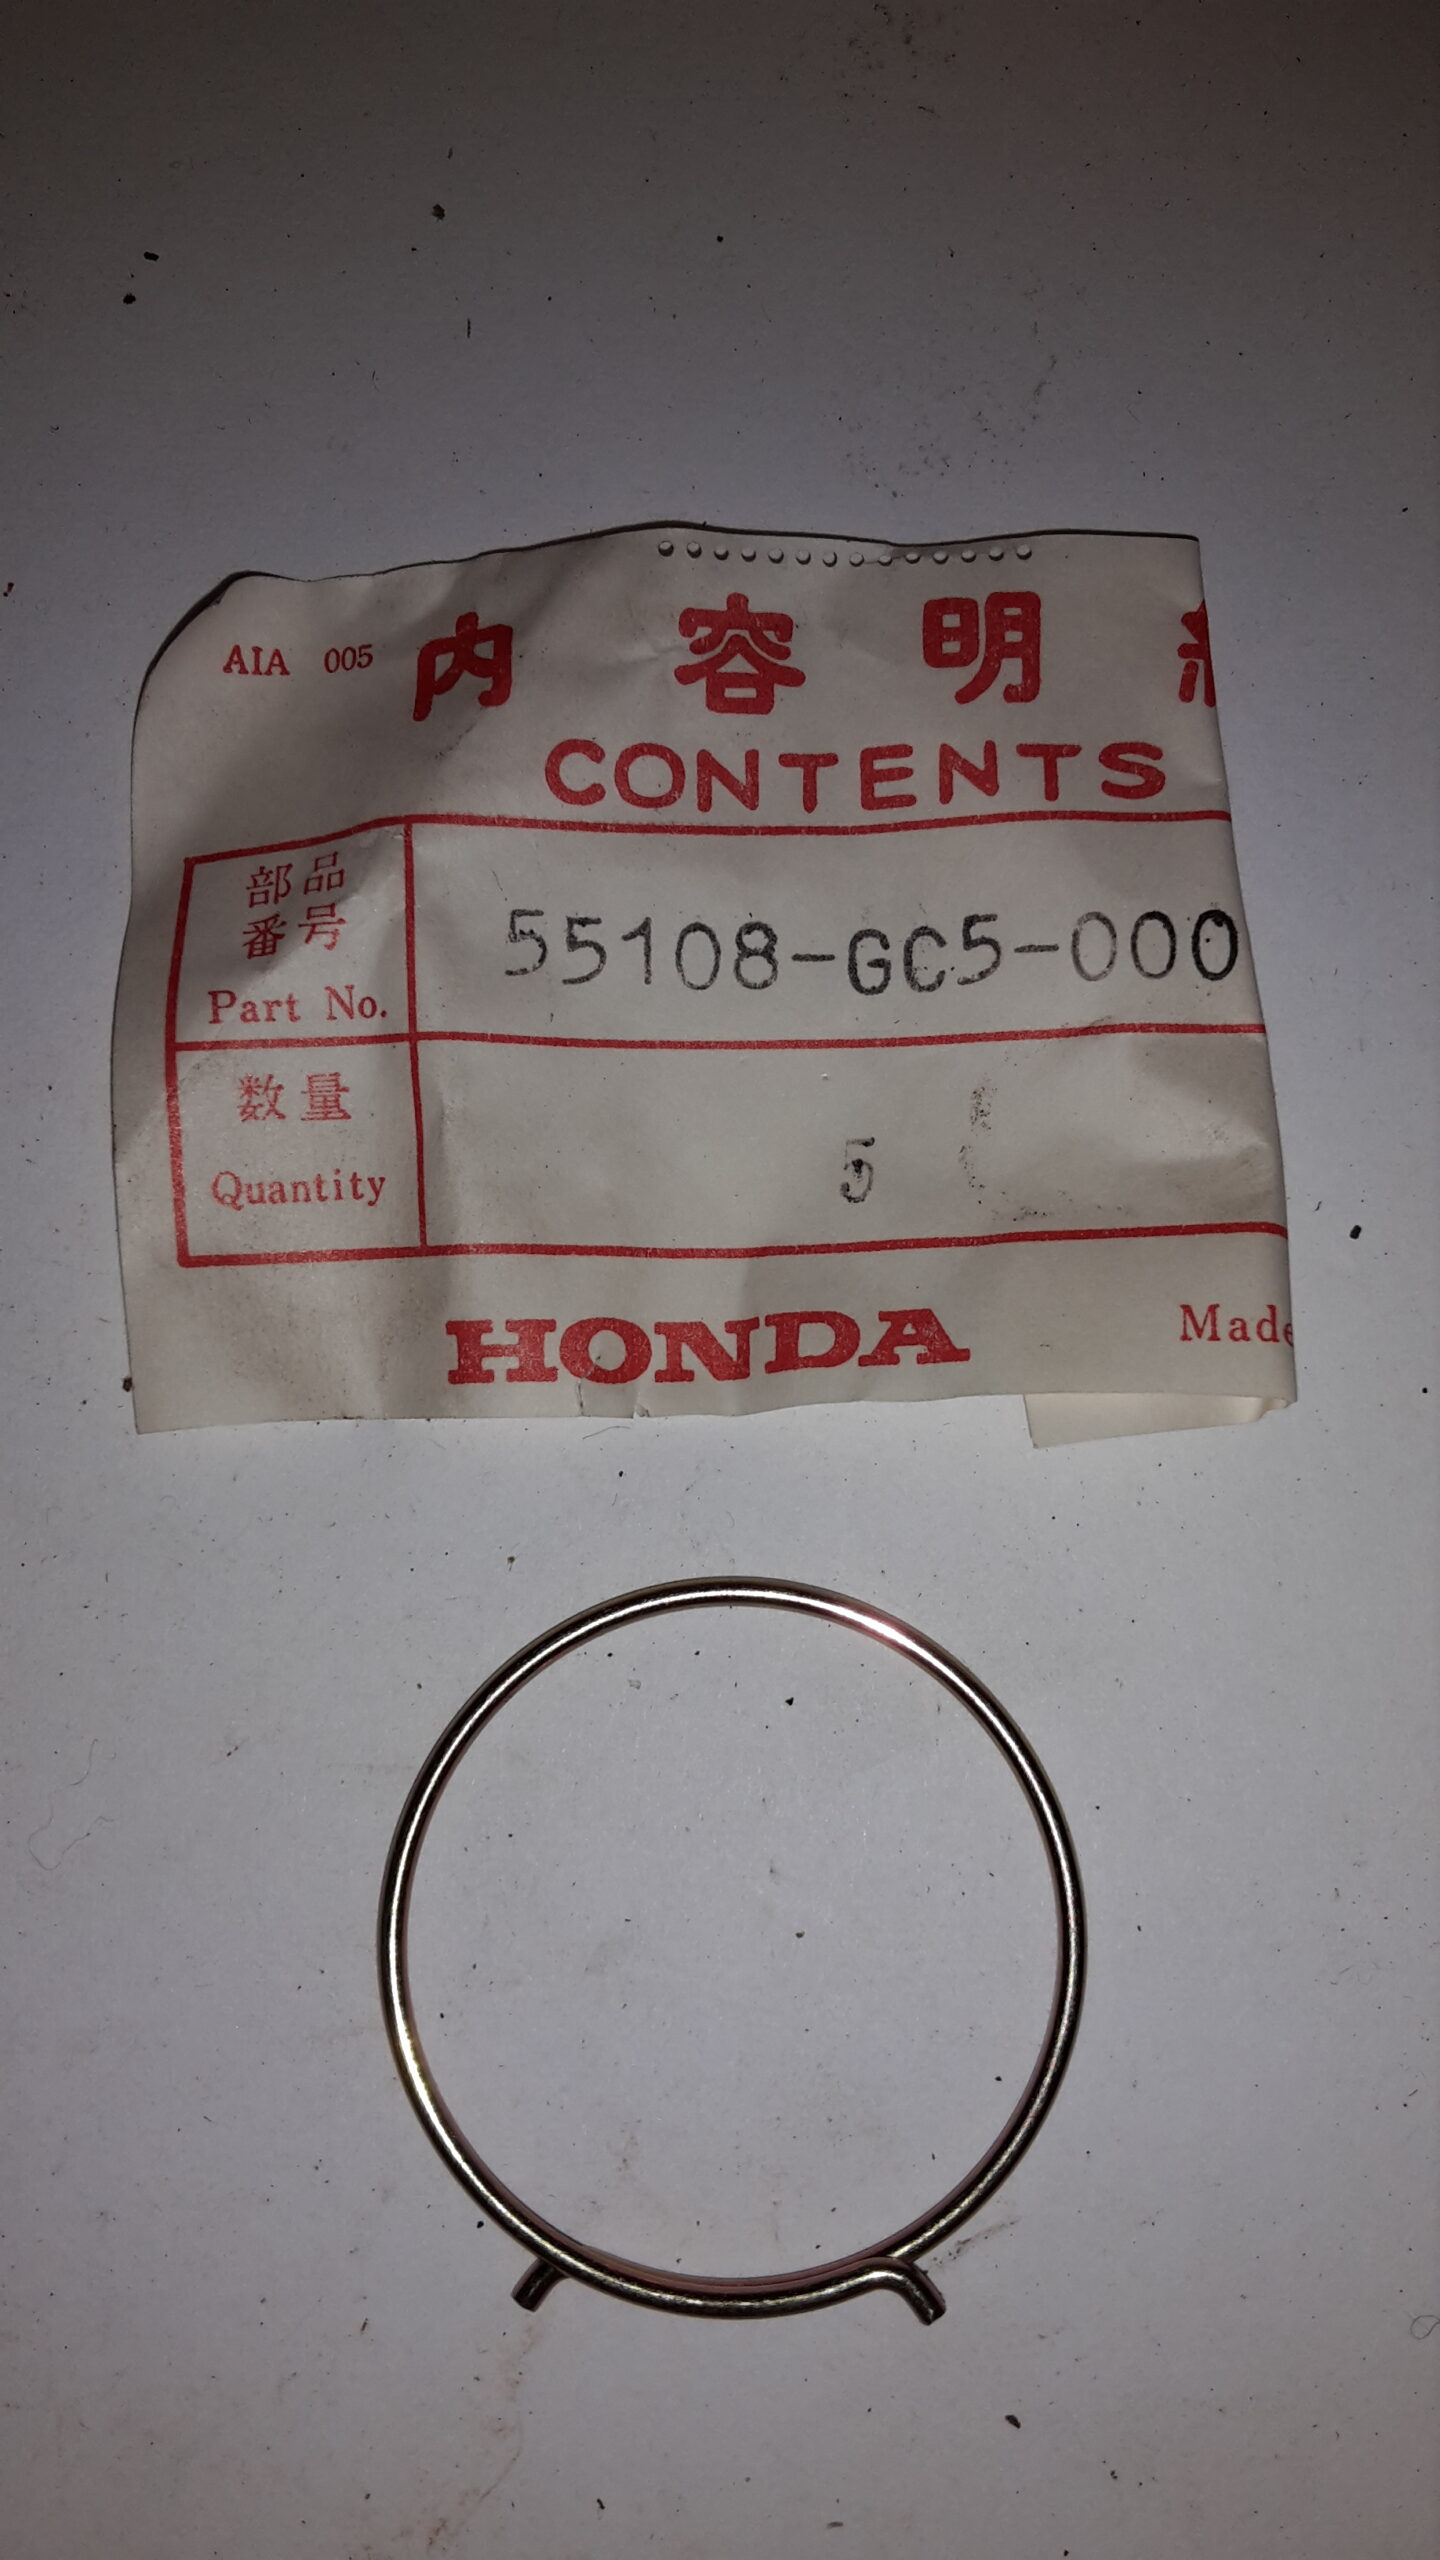 AIA 005 内容明
CONTENTS
部品
番号
Part No.
55108-GC5-000
数量
Quantity
5
HONDA
Made